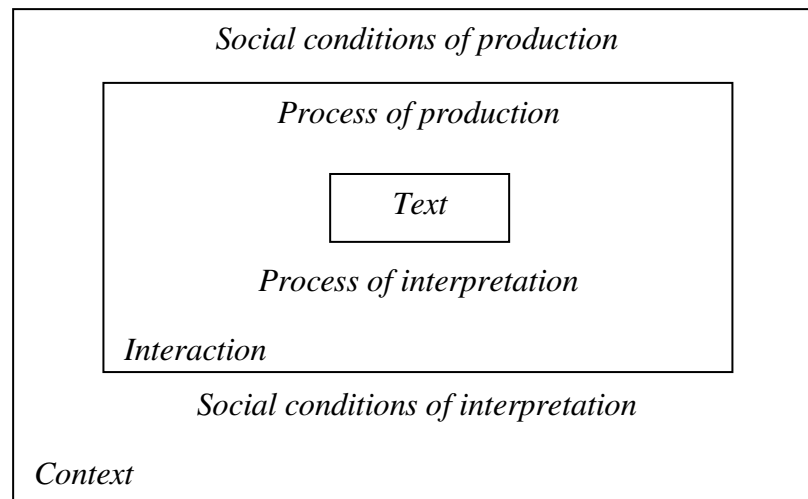 Social conditions of production
Process of production
Text
Process of interpretation
Interaction
Social conditions of interpretation
Context